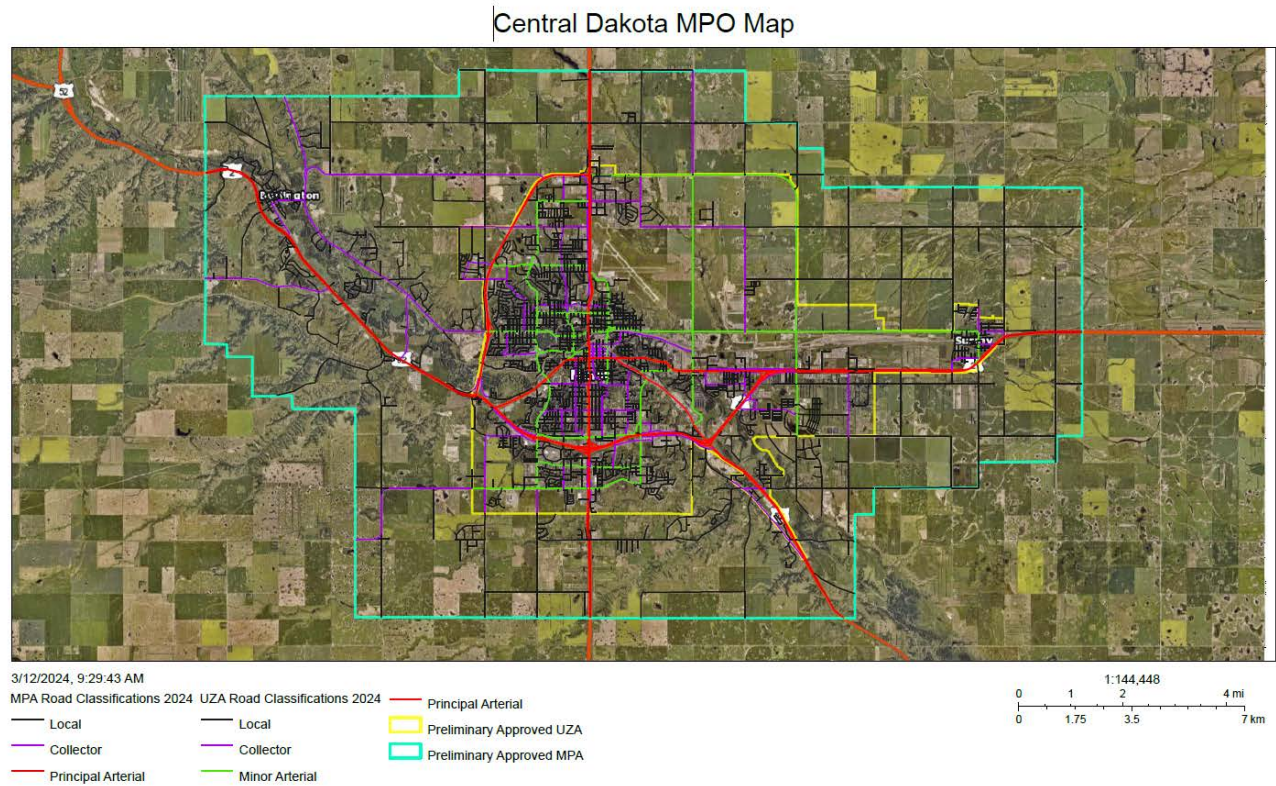 Central Dakota MPO Map
52
2
Burlington
3/12/2024, 9:29:43 AM
MPA Road Classifications 2024
Local
Collector
Principal Arterial
UZA Road Classifications 2024
Local
Collector
Minor Arterial
Principal Arterial
Preliminary Approved UZA
Preliminary Approved MPA
1:144,448
0 1 2 4 mi
0 1.75 3.5 7 km